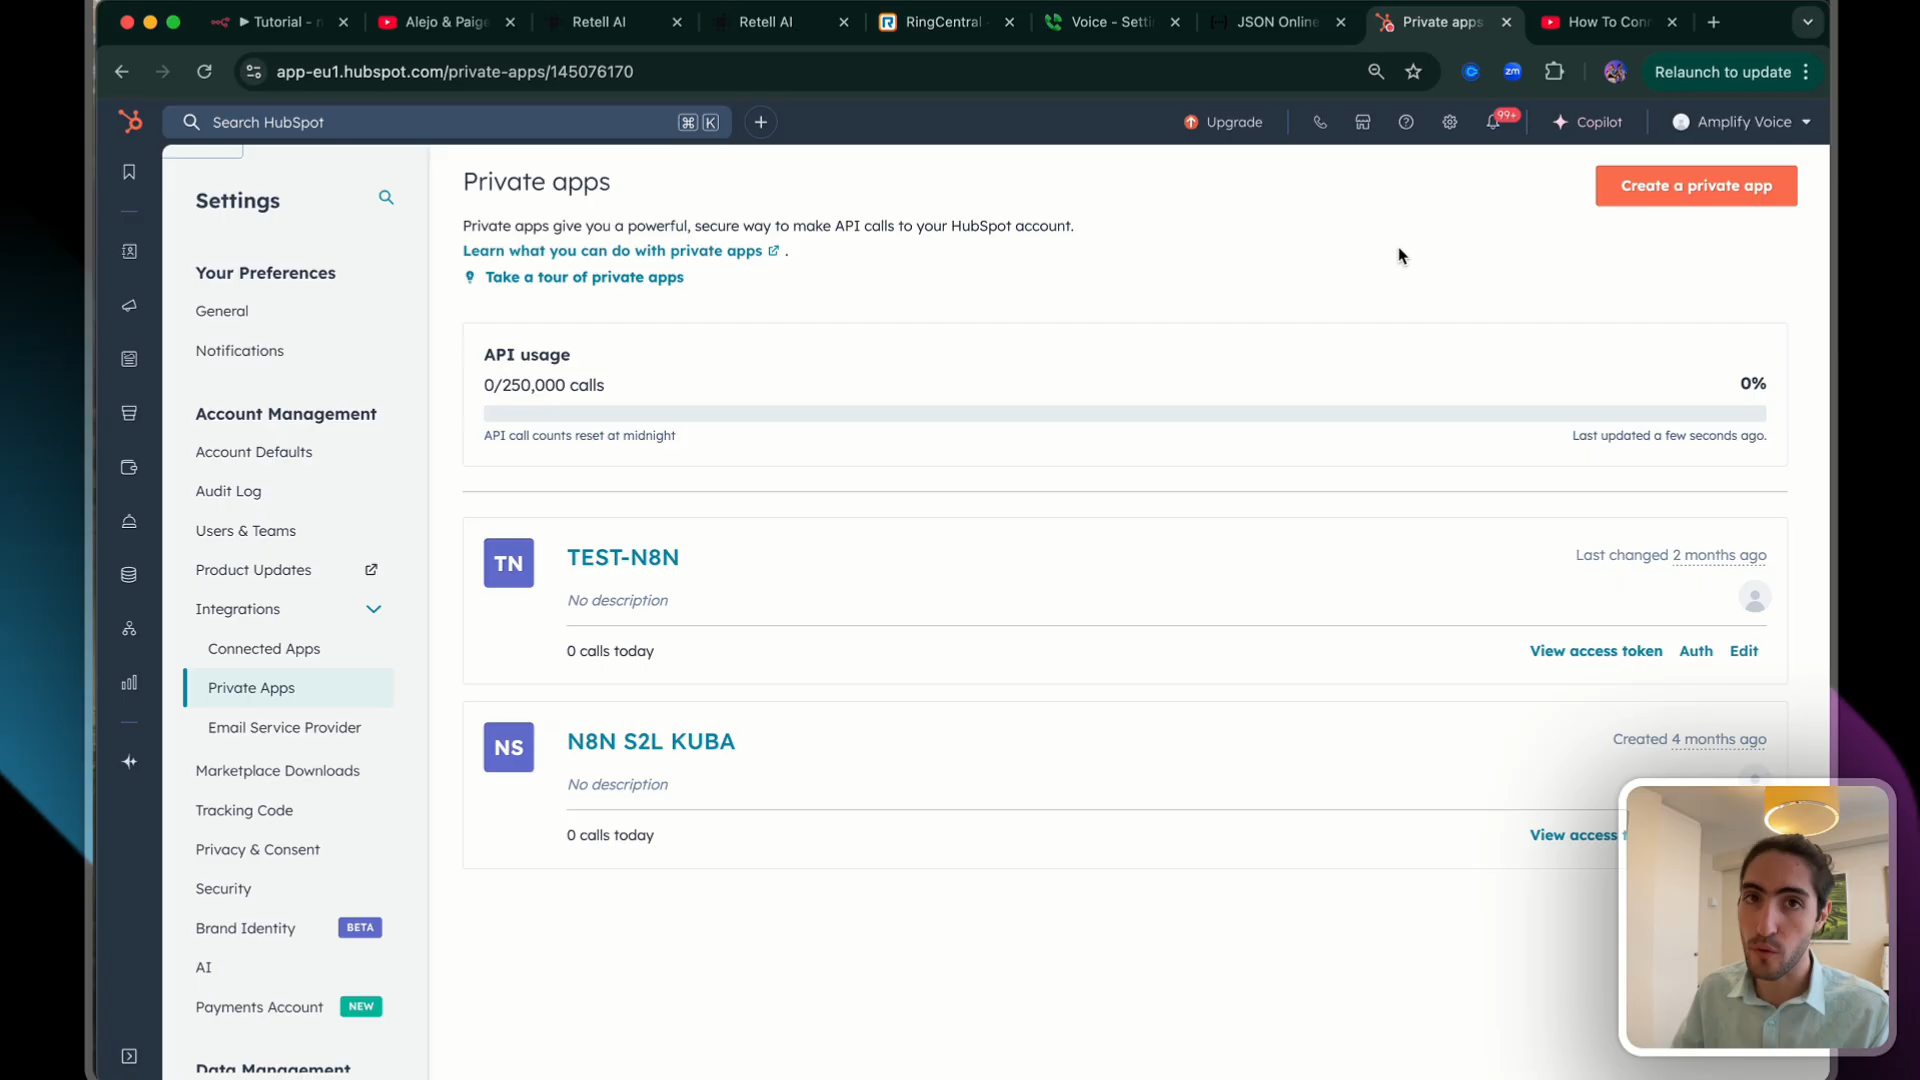 Tutorial - n
Alejo & Paige
Retell AI
Retell AI
RingCentral
Voice - Setti
JSON Online
Private apps
How To Con
app-eu1.hubspot.com/private-apps/145076170
Relaunch to update
Search HubSpot
⌘ K
Upgrade
99+
Copilot
Amplify Voice
Settings
Your Preferences
General
Notifications
Account Management
Account Defaults
Audit Log
Users & Teams
Product Updates
Integrations
Connected Apps
Private Apps
Email Service Provider
Marketplace Downloads
Tracking Code
Privacy & Consent
Security
Brand Identity BETA
AI
Payments Account NEW
Data Management
Private apps
Create a private app
Private apps give you a powerful, secure way to make API calls to your HubSpot account.
Learn what you can do with private apps .
Take a tour of private apps
API usage
0/250,000 calls
0%
API call counts reset at midnight
Last updated a few seconds ago.
TN
TEST-N8N
Last changed 2 months ago
No description
0 calls today
View access token Auth Edit
NS
N8N S2L KUBA
Created 4 months ago
No description
0 calls today
View access